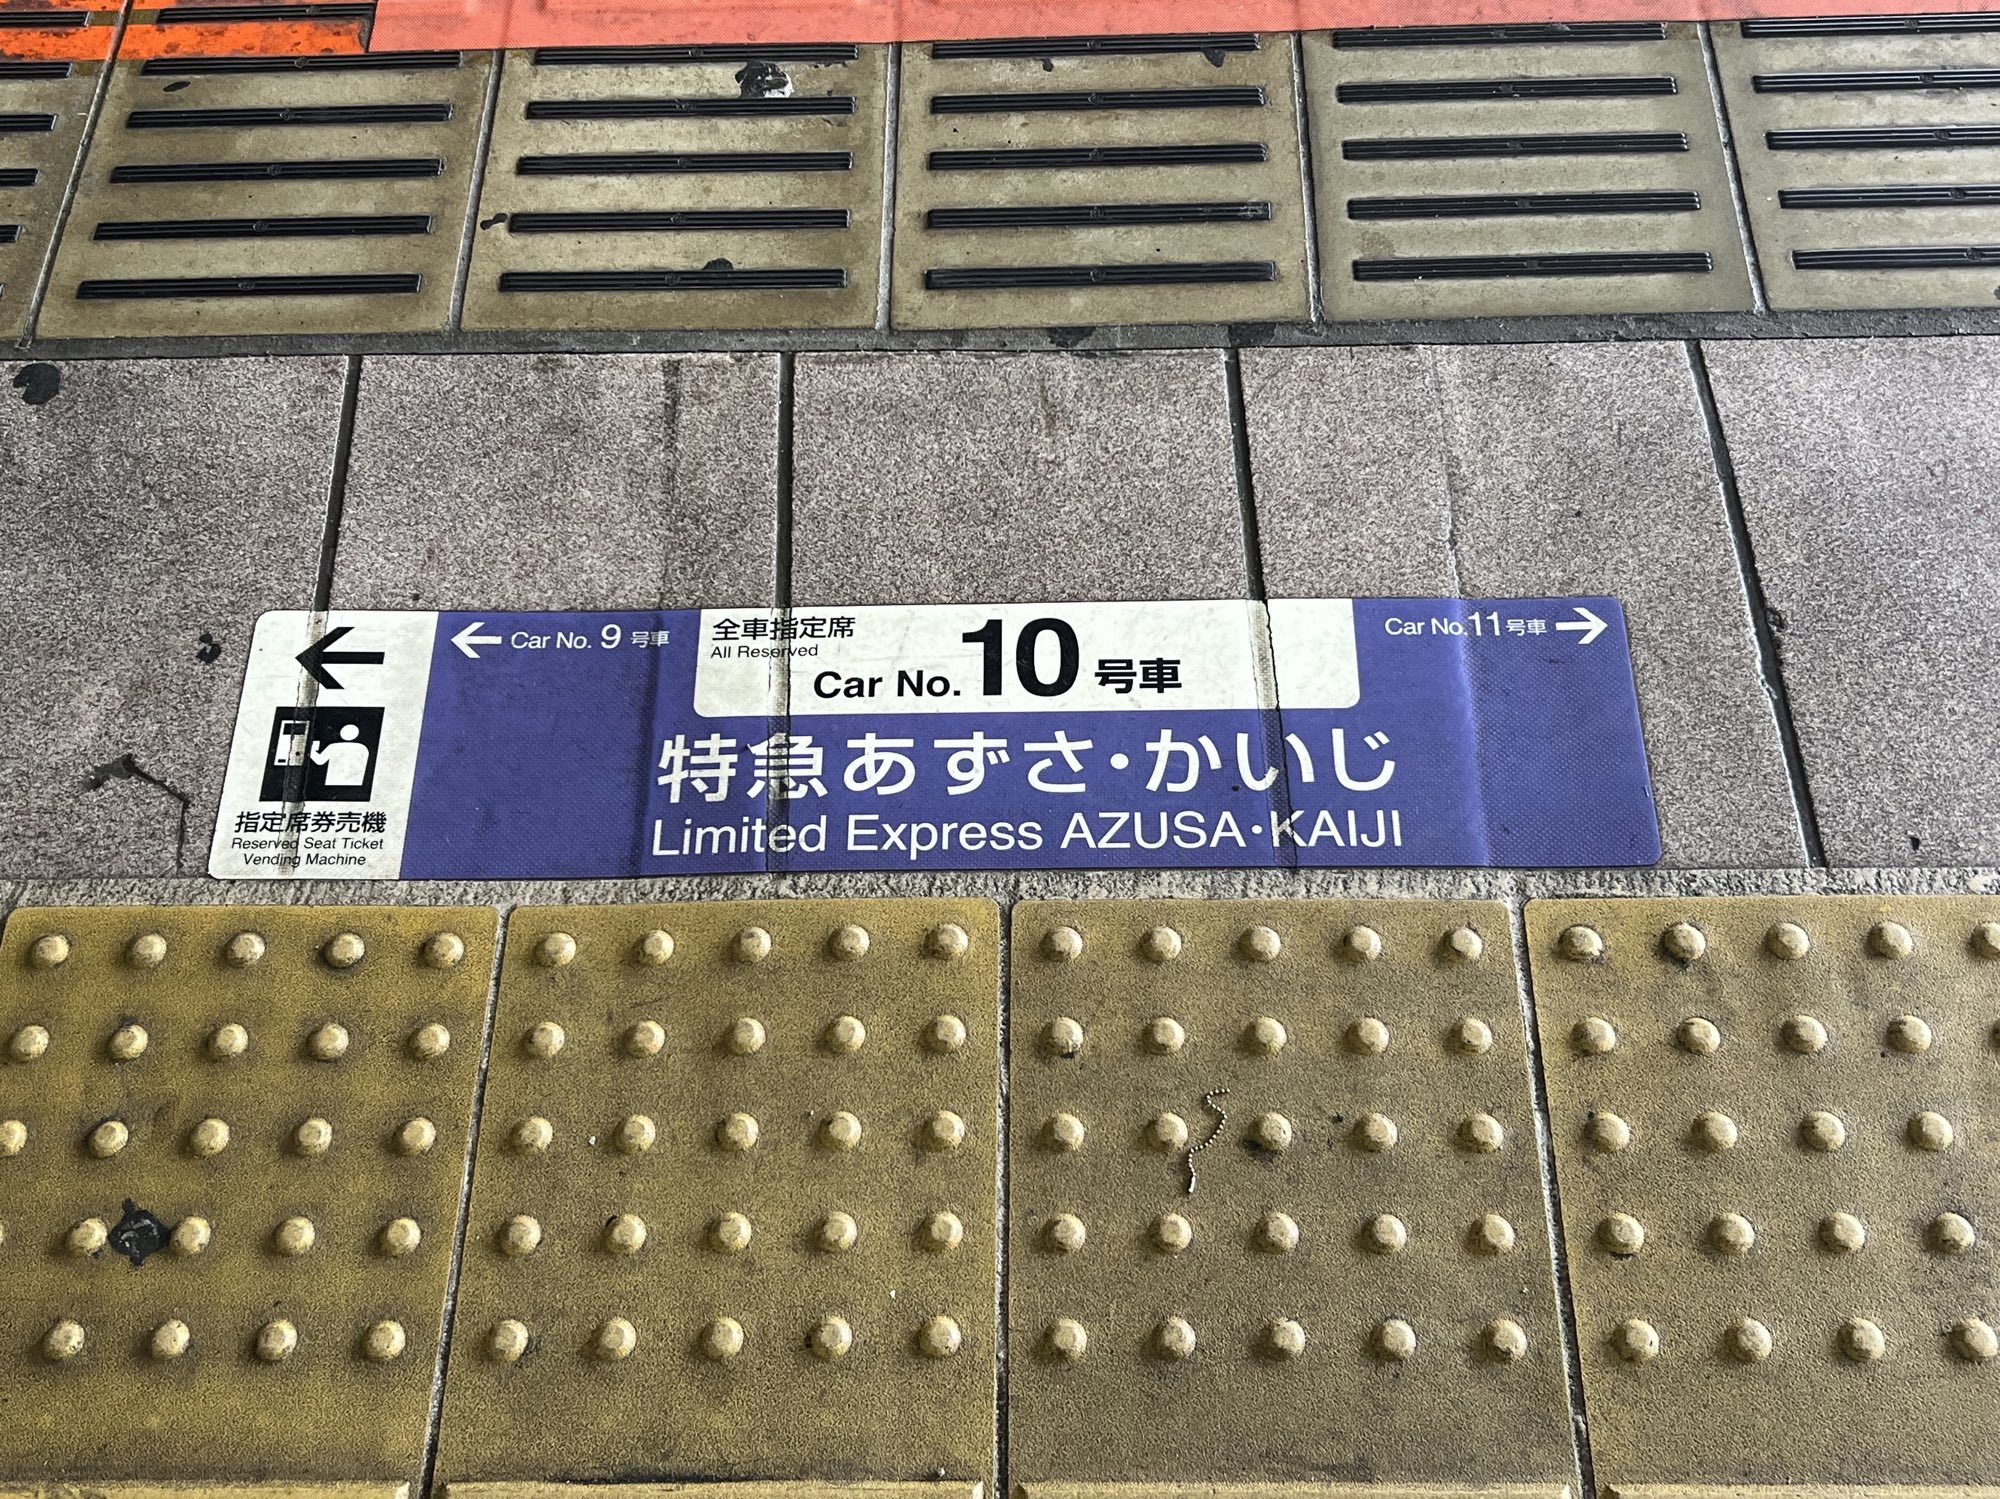 指定席券売機
Reserved Seat Ticket
Vending Machine
Car No. 9 号車
全車指定席
All Reserved
Car No. 10 号車
Car No. 11 号車
特急あずさ・かいじ
Limited Express AZUSA・KAIJI